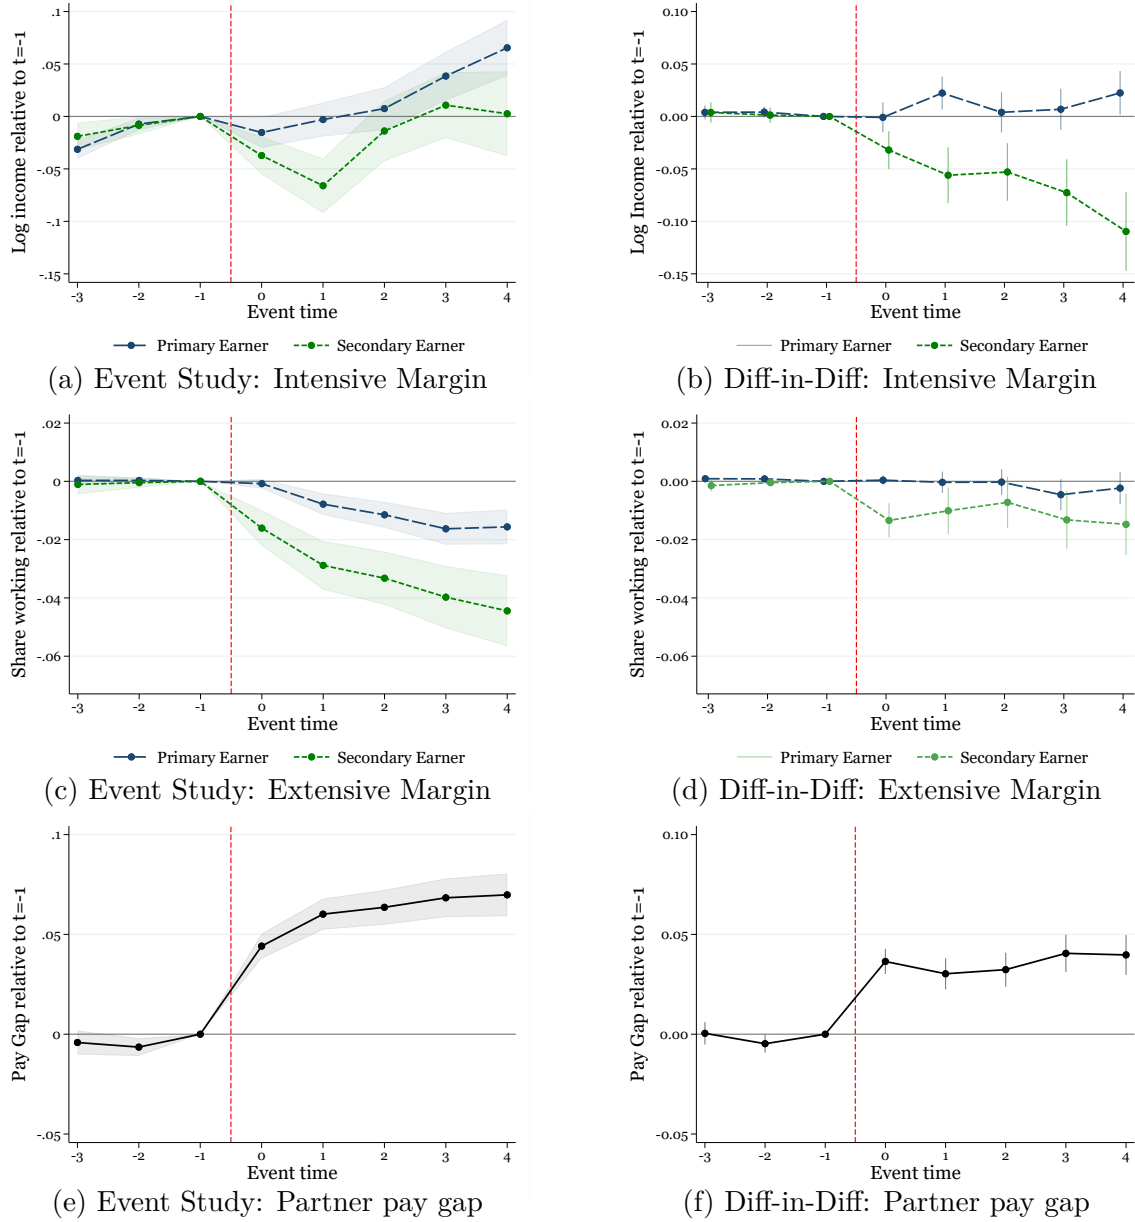 Log income relative to t=-1
.1
.05
0
-.05
-.1
-.15
-3 -2 -1 0 1 2 3 4
Event time
Primary Earner Secondary Earner
(a) Event Study: Intensive Margin
Log Income relative to t=-1
0.10
0.05
0.00
-0.05
-0.10
-0.15
-3 -2 -1 0 1 2 3 4
Event time
Primary Earner Secondary Earner
(b) Diff-in-Diff: Intensive Margin
Share working relative to t=-1
.02
0
-.02
-.04
-.06
-3 -2 -1 0 1 2 3 4
Event time
Primary Earner Secondary Earner
(c) Event Study: Extensive Margin
Share working relative to t=-1
0.02
0.00
-0.02
-0.04
-0.06
-3 -2 -1 0 1 2 3 4
Event time
Primary Earner Secondary Earner
(d) Diff-in-Diff: Extensive Margin
Pay Gap relative to t=-1
.1
.05
0
-.05
-3 -2 -1 0 1 2 3 4
Event time
(e) Event Study: Partner pay gap
Pay Gap relative to t=-1
0.10
0.05
0.00
-0.05
-3 -2 -1 0 1 2 3 4
Event time
(f) Diff-in-Diff: Partner pay gap